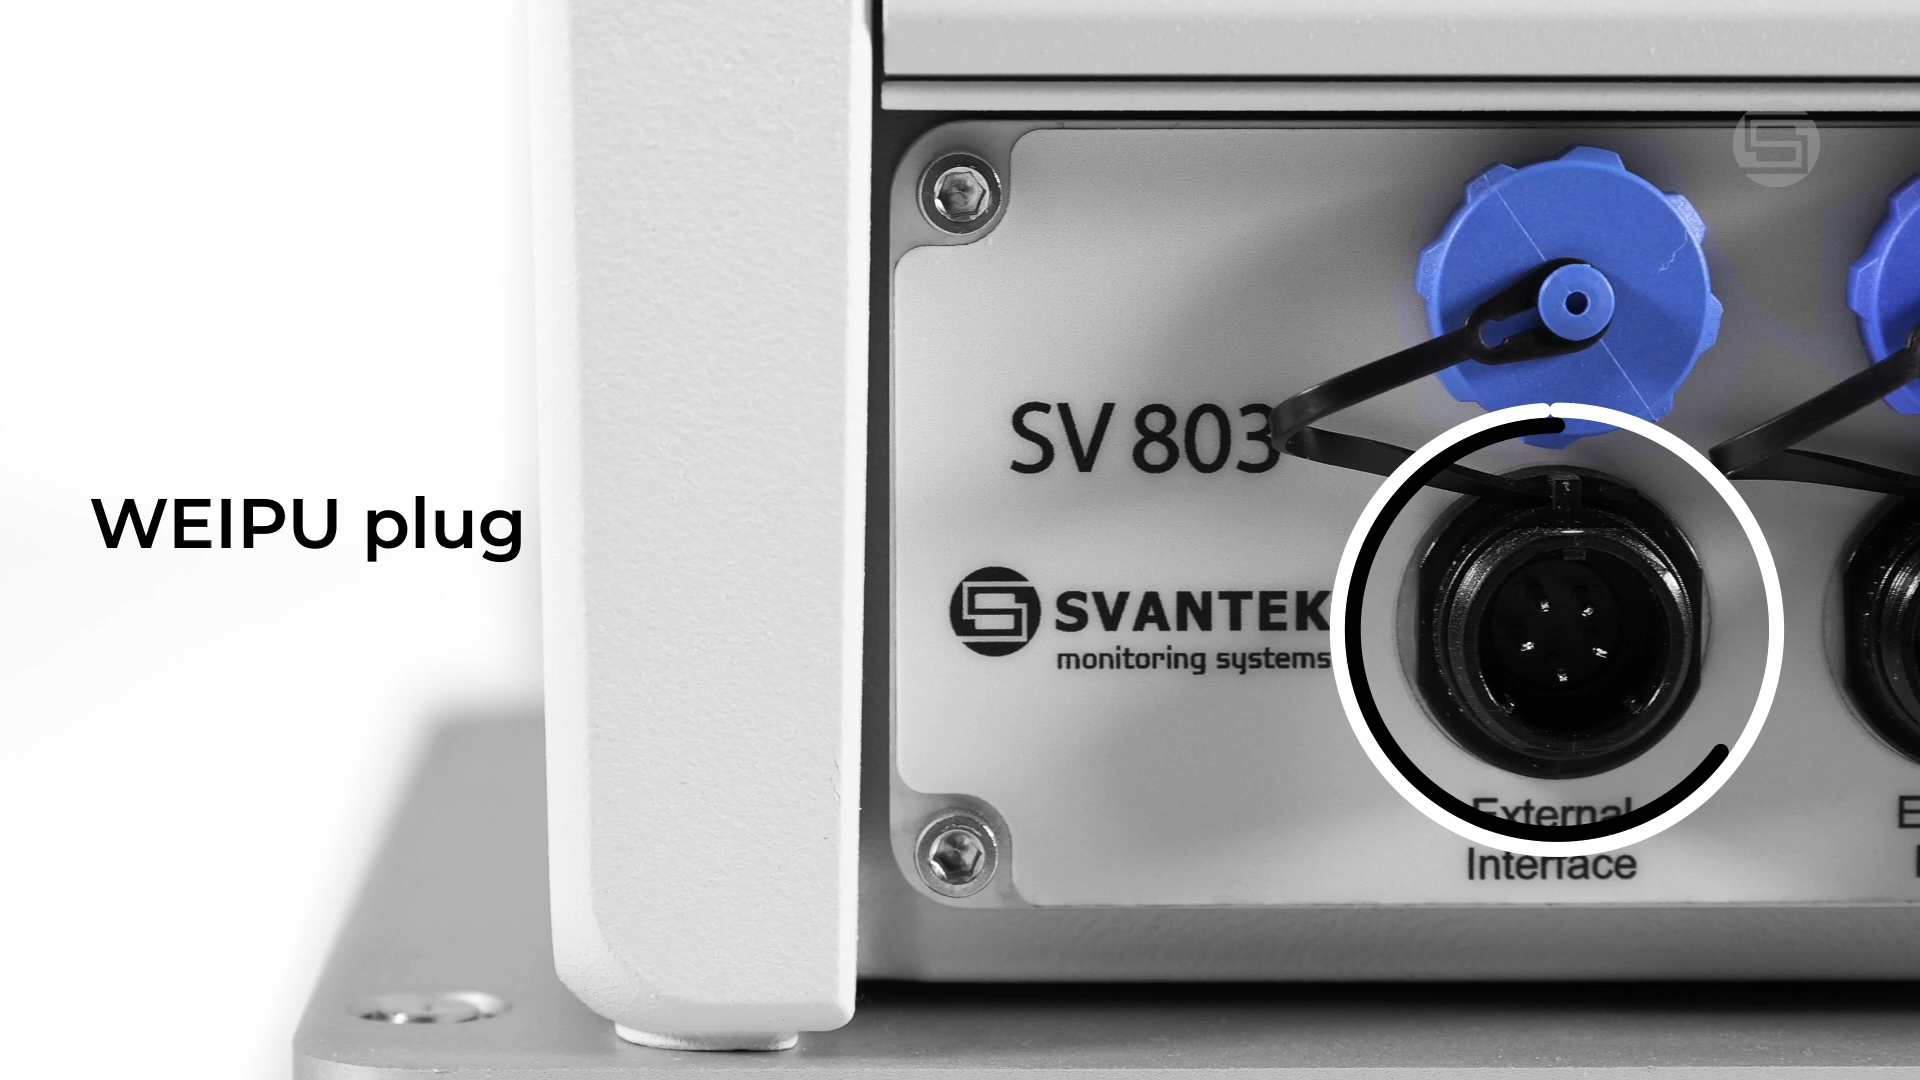 WEIPU plug
SV 803
SVANTEK
monitoring systems
External
Interface